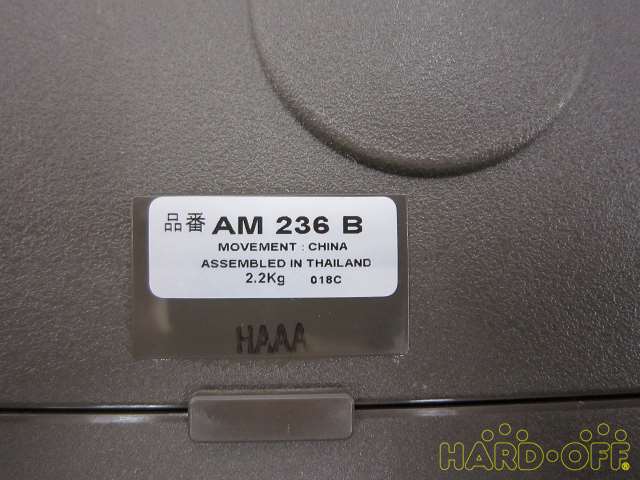 品番 AM 236 B
MOVEMENT : CHINA
ASSEMBLED IN THAILAND
2.2Kg 018C
HAAA
HARD・OFF®